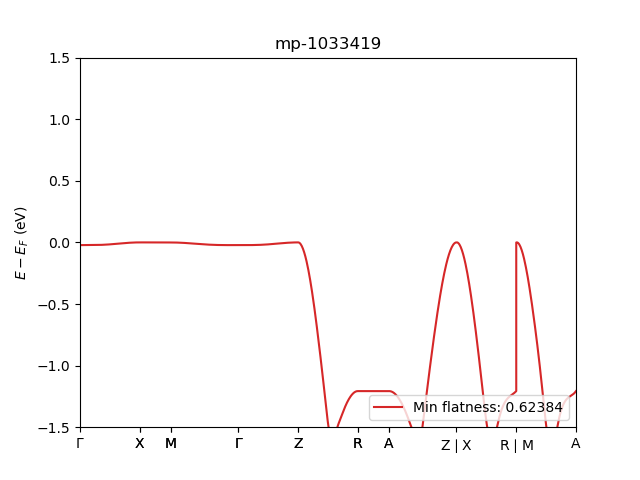 mp-1033419
1.5
1.0
0.5
0.0
−0.5
−1.0
−1.5
E − E_F (eV)
Min flatness: 0.62384
Γ X M Γ Z R A Z | X R | M A